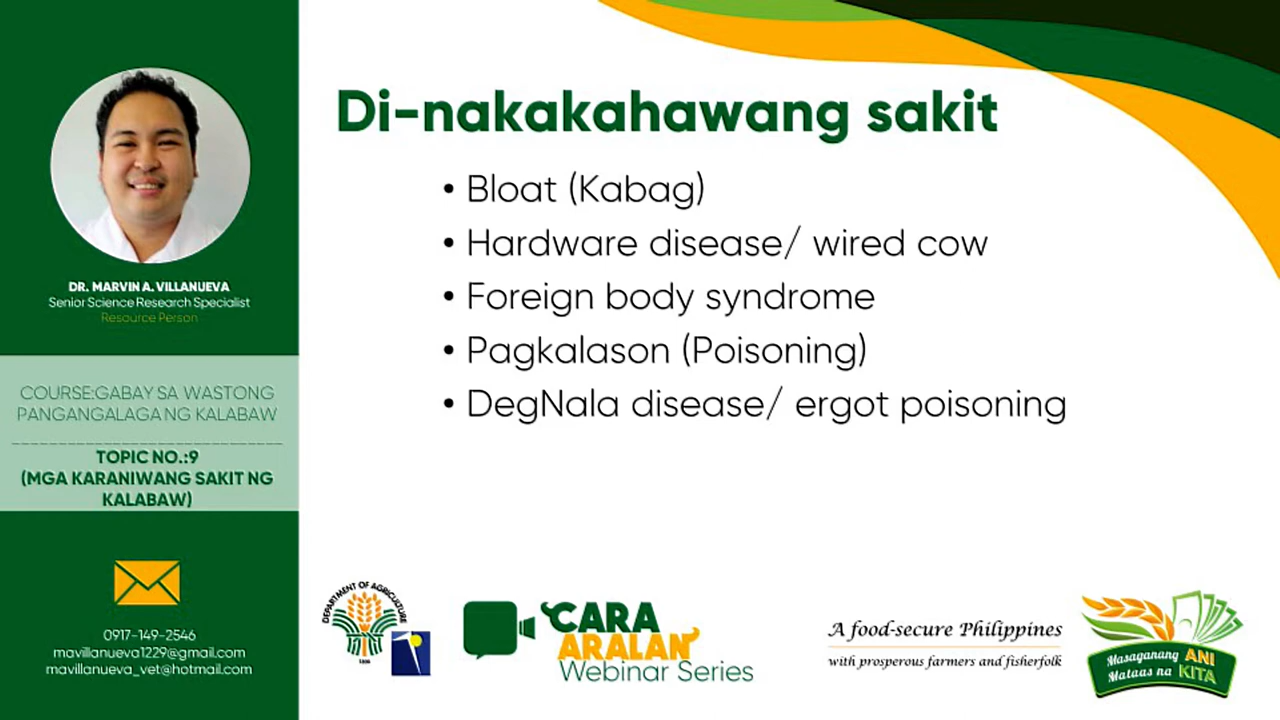 Di-nakakahawang sakit
• Bloat (Kabag)
• Hardware disease/ wired cow
• Foreign body syndrome
• Pagkalason (Poisoning)
• DegNala disease/ ergot poisoning
DR. MARVIN A. VILLANUEVA
Senior Science Research Specialist
Resource Person
COURSE:GABAY SA WASTONG
PANGANGALAGA NG KALABAW
TOPIC NO.:9
(MGA KARANIWANG SAKIT NG
KALABAW)
0917-149-2546
mavillanueva1229@gmail.com
mavillanueva_vet@hotmail.com
DEPARTMENT OF AGRICULTURE
CARA
ARALAN
Webinar Series
A food-secure Philippines
with prosperous farmers and fisherfolk
Masaganang ANI
Mataas na KITA